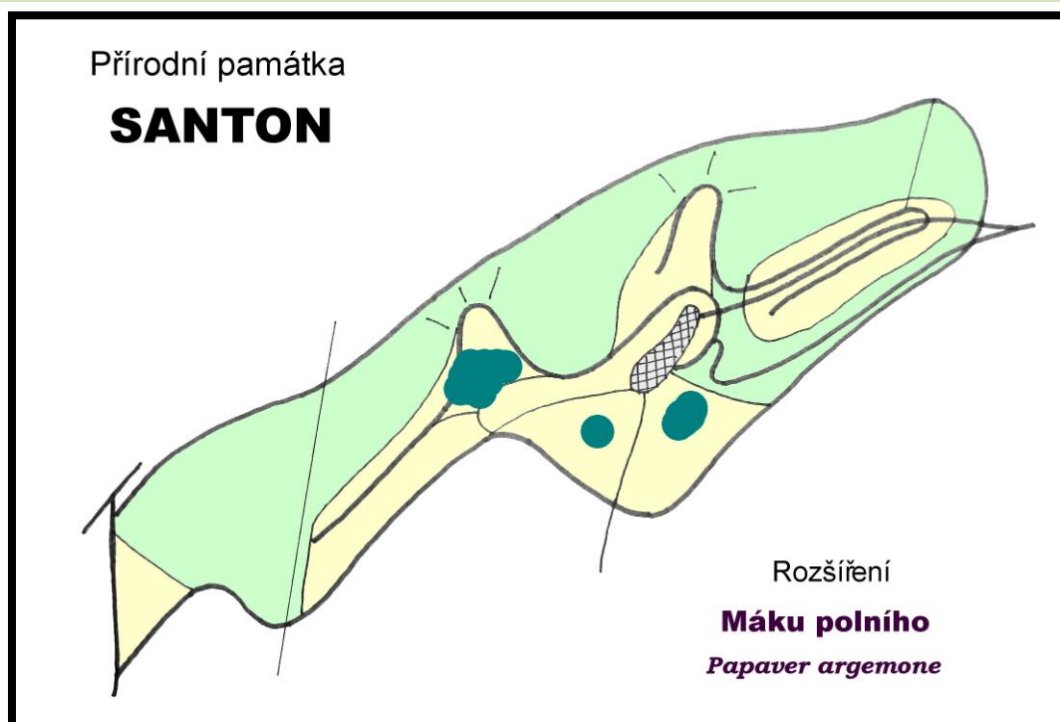 Přírodní památka
SANTON
Rozšíření
Máku polního
Papaver argemone